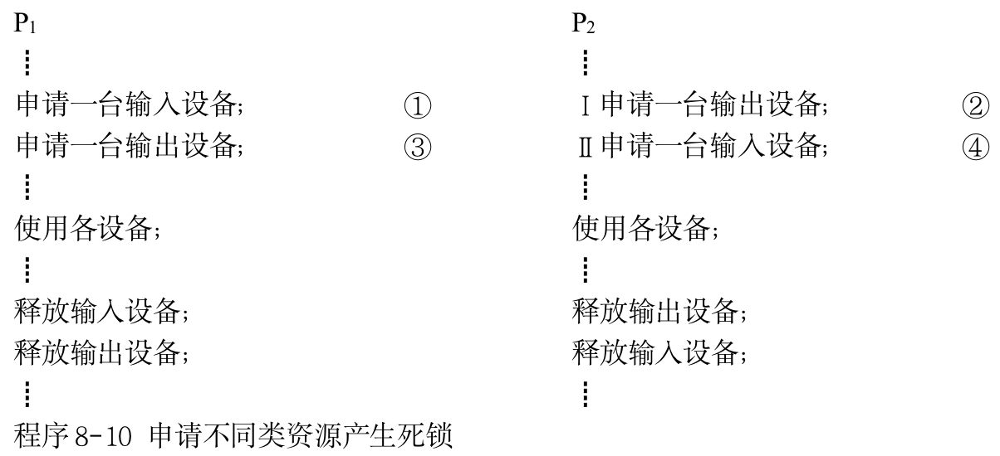 P₁ P₂
┋ ┋
申请一台输入设备; ① Ⅰ申请一台输出设备; ②
申请一台输出设备; ③ Ⅱ申请一台输入设备; ④
┋ ┋
使用各设备; 使用各设备;
┋ ┋
释放输入设备; 释放输出设备;
释放输出设备; 释放输入设备;
┋ ┋
程序8-10 申请不同类资源产生死锁